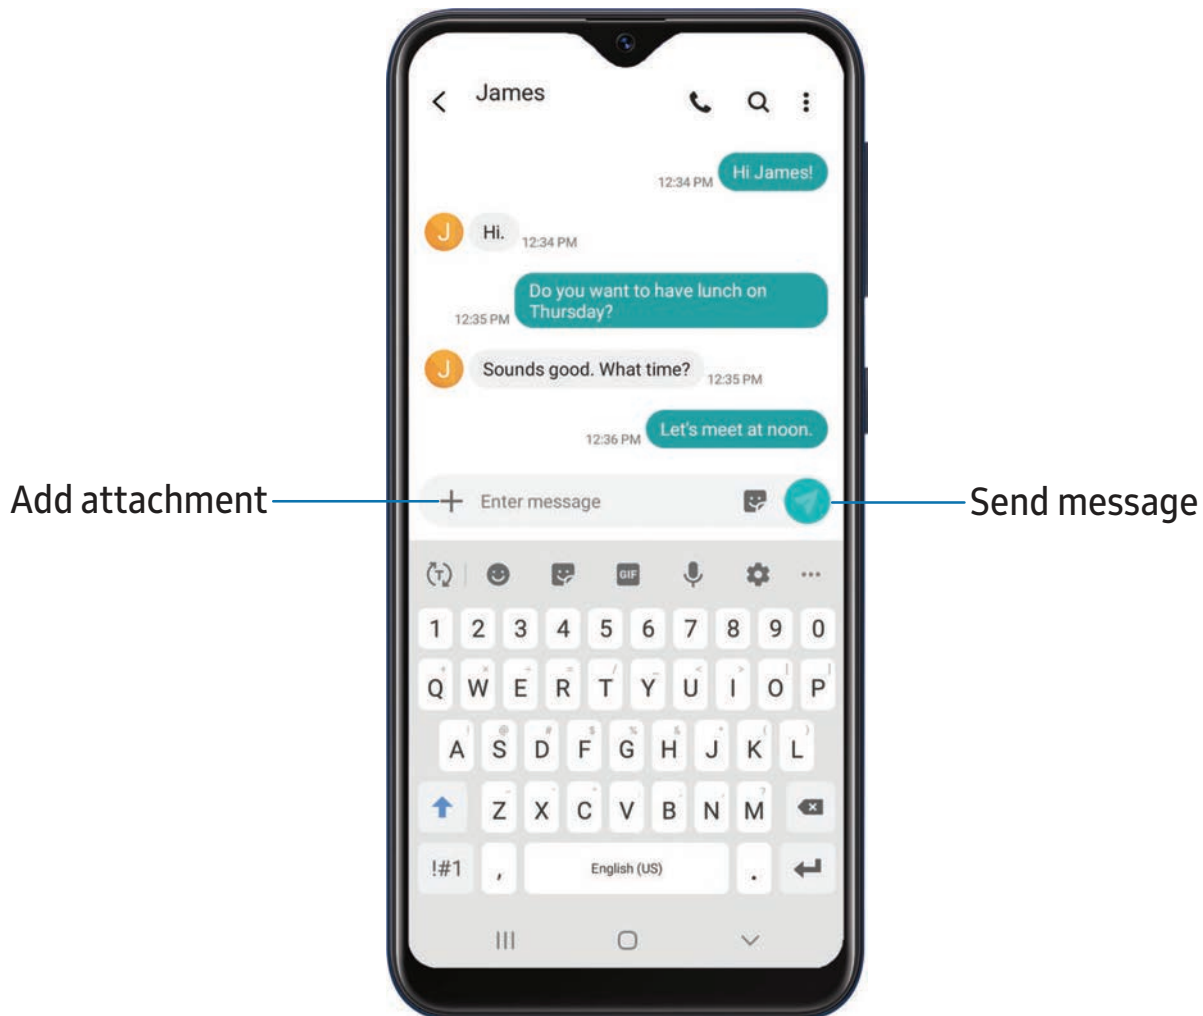 James
Hi James!
12:34 PM
J
Hi.
12:34 PM
Do you want to have lunch on
Thursday?
12:35 PM
J
Sounds good. What time?
12:35 PM
Let's meet at noon.
12:36 PM
Add attachment
+ Enter message
Send message
T GIF
1 2 3 4 5 6 7 8 9 0
Q W E R T Y U I O P
A S D F G H J K L
Z X C V B N M
!#1 , English (US) .